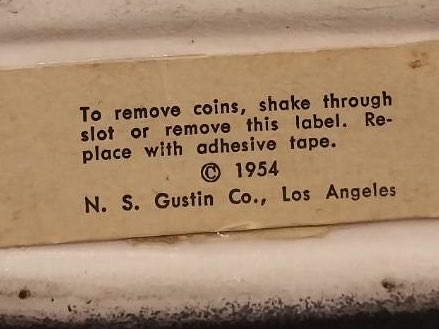 To remove coins, shake through
slot or remove this label. Re-
place with adhesive tape.
© 1954
N. S. Gustin Co., Los Angeles